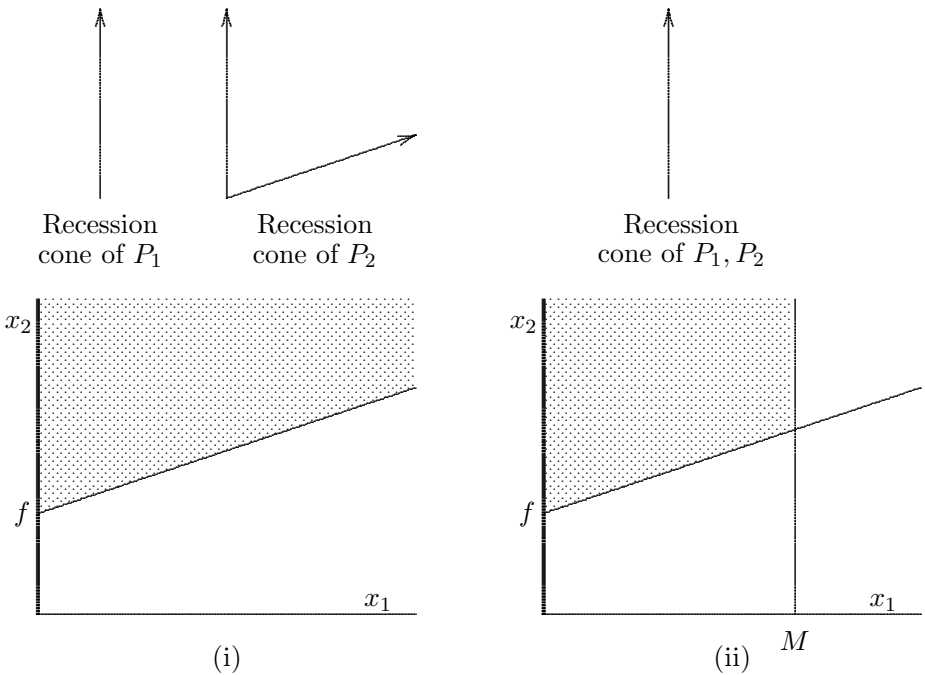 Recession
cone of P₁
Recession
cone of P₂
x₂
f
x₁
(i)
Recession
cone of P₁, P₂
x₂
f
x₁
M
(ii)